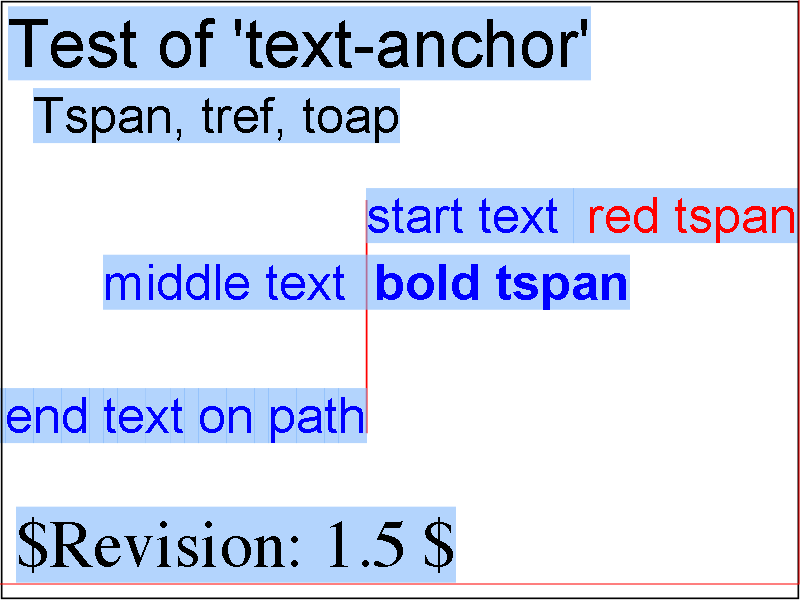 Test of 'text-anchor'
Tspan, tref, toap
start text red tspan
middle text bold tspan
end text on path
$Revision: 1.5 $